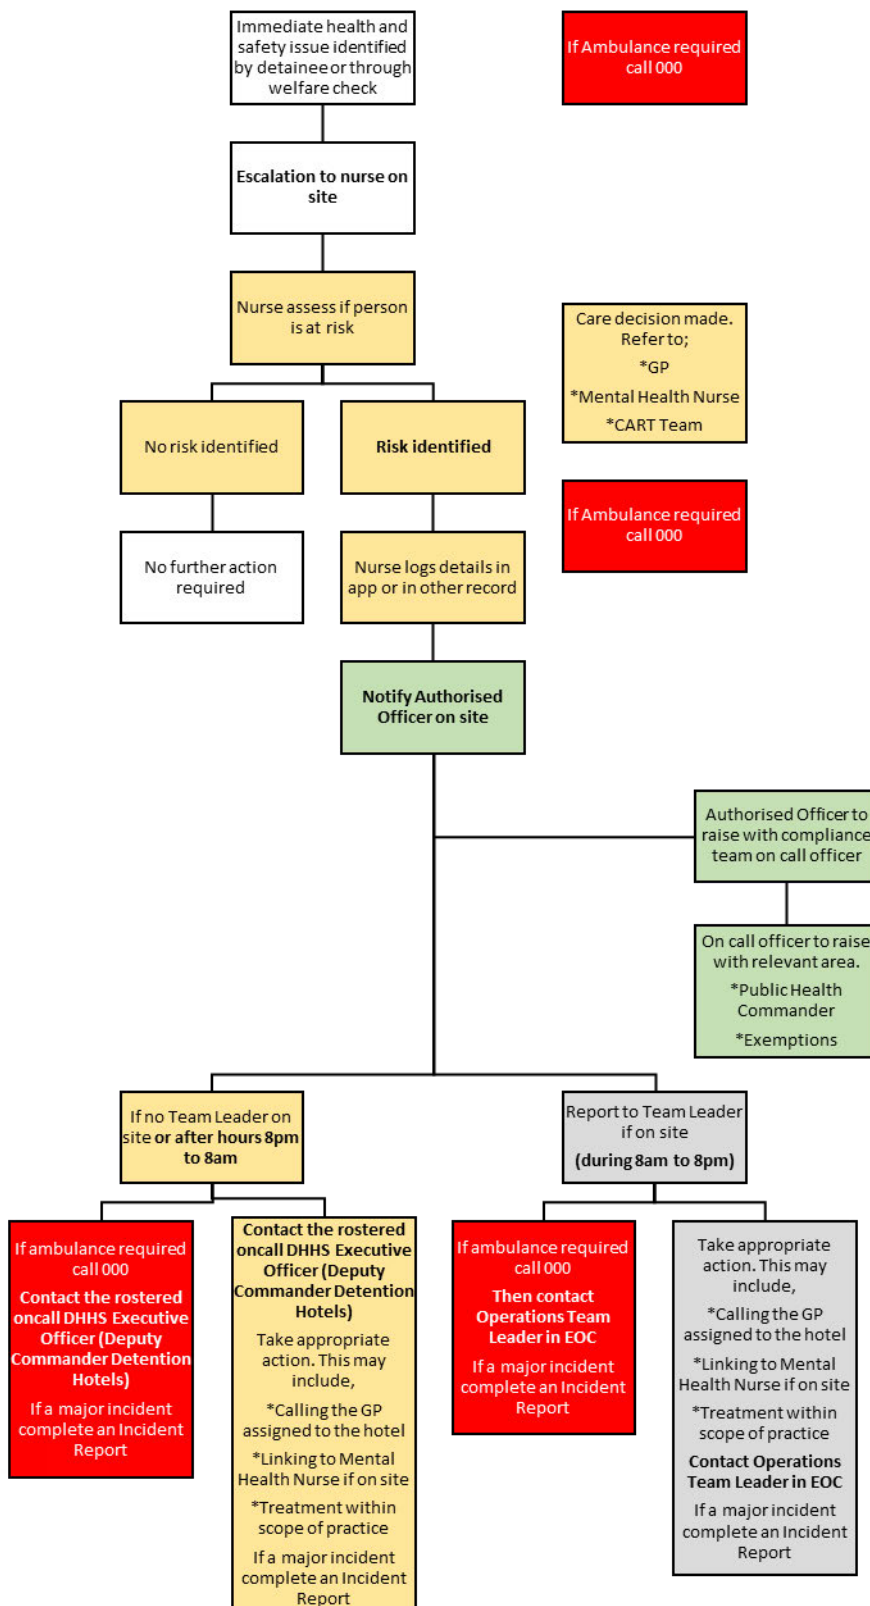 Immediate health and
safety issue identified
by detainee or through
welfare check
If Ambulance required
call 000
Escalation to nurse on
site
Nurse assess if person
is at risk
Care decision made.
Refer to;
*GP
*Mental Health Nurse
*CART Team
No risk identified
Risk identified
If Ambulance required
call 000
No further action
required
Nurse logs details in
app or in other record
Notify Authorised
Officer on site
Authorised Officer to
raise with compliance
team on call officer
On call officer to raise
with relevant area.
*Public Health
Commander
*Exemptions
If no Team Leader on
site or after hours 8pm
to 8am
Report to Team Leader
if on site
(during 8am to 8pm)
If ambulance required
call 000
Contact the rostered
oncall DHHS Executive
Officer (Deputy
Commander Detention
Hotels)
If a major incident
complete an Incident
Report
Contact the rostered
oncall DHHS Executive
Officer (Deputy
Commander Detention
Hotels)
Take appropriate
action. This may
include,
*Calling the GP
assigned to the hotel
*Linking to Mental
Health Nurse if on site
*Treatment within
scope of practice
If a major incident
complete an Incident
Report
If ambulance required
call 000
Then contact
Operations Team
Leader in EOC
If a major incident
complete an Incident
Report
Take appropriate
action. This may
include,
*Calling the GP
assigned to the hotel
*Linking to Mental
Health Nurse if on site
*Treatment within
scope of practice
Contact Operations
Team Leader in EOC
If a major incident
complete an Incident
Report